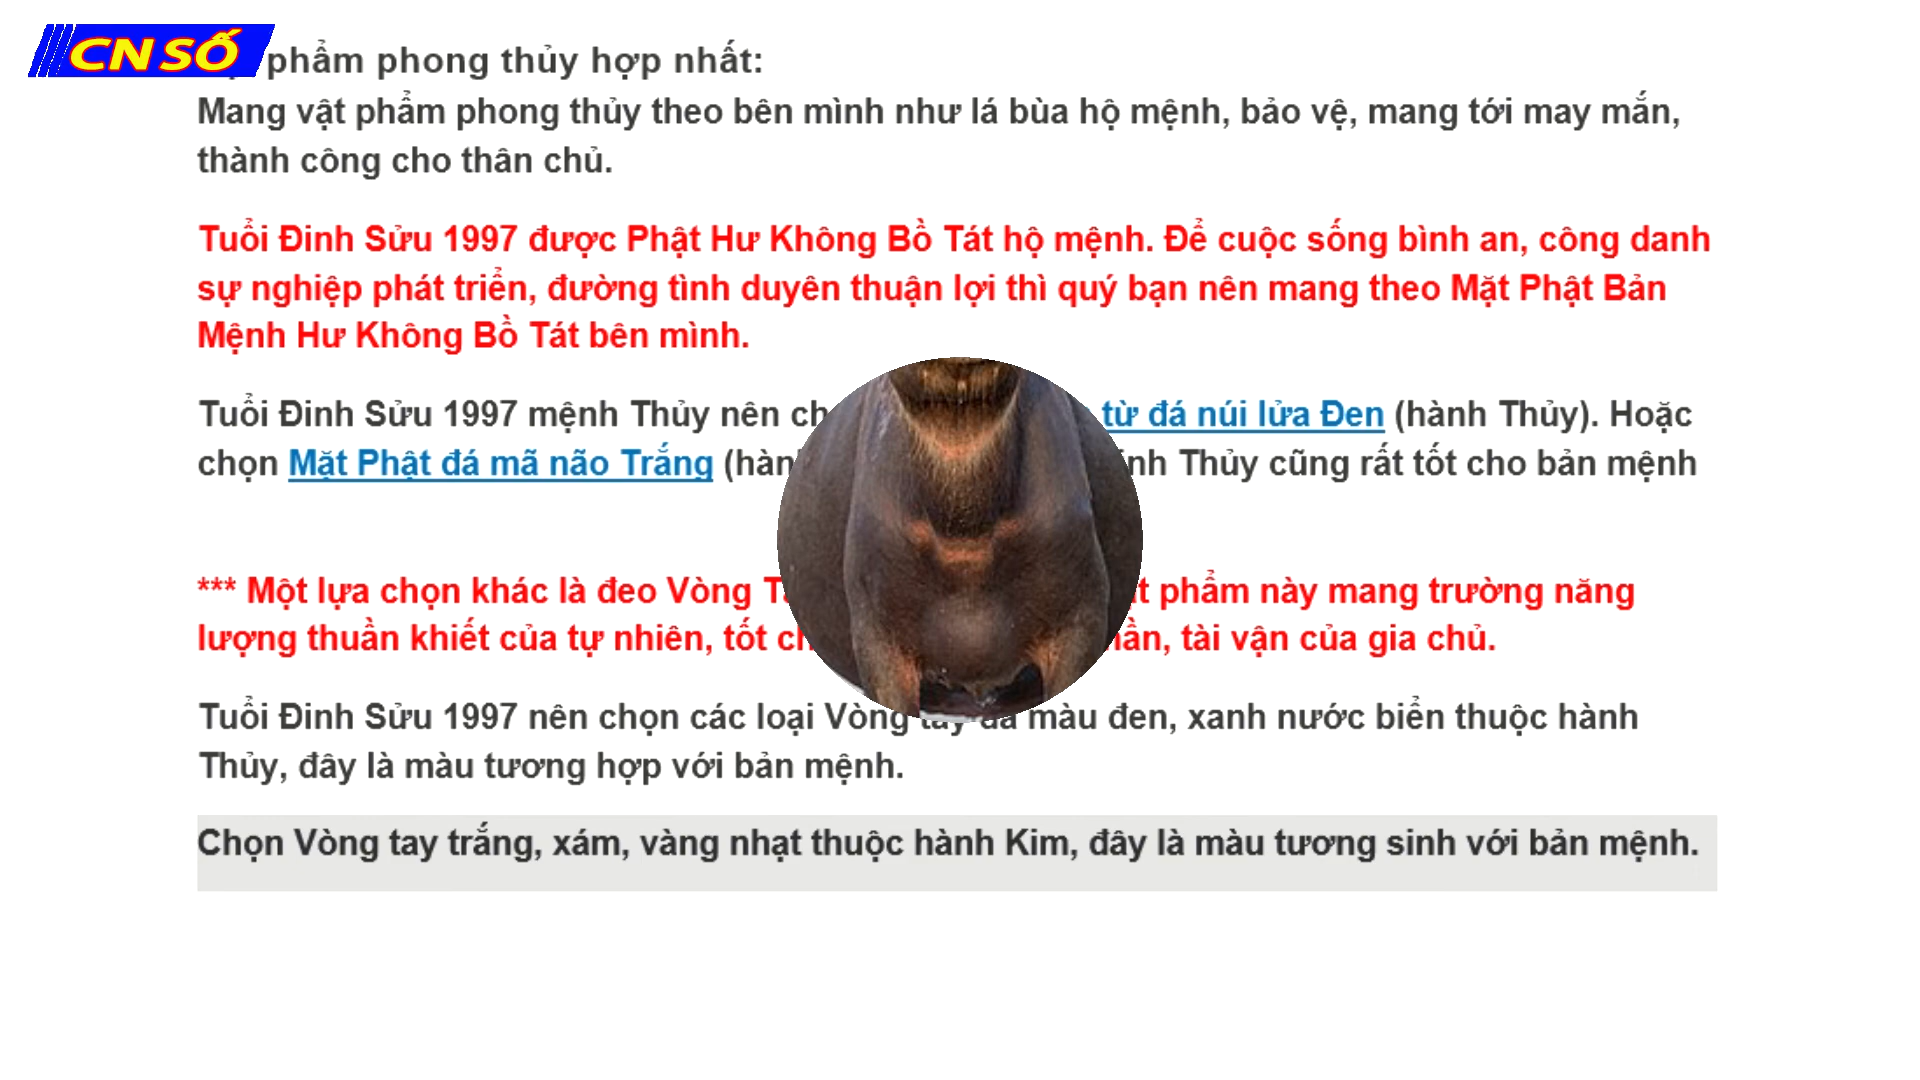 CN SỐ
phẩm phong thủy hợp nhất:
Mang vật phẩm phong thủy theo bên mình như lá bùa hộ mệnh, bảo vệ, mang tới may mắn,
thành công cho thân chủ.
Tuổi Đinh Sửu 1997 được Phật Hư Không Bồ Tát hộ mệnh. Để cuộc sống bình an, công danh
sự nghiệp phát triển, đường tình duyên thuận lợi thì quý bạn nên mang theo Mặt Phật Bản
Mệnh Hư Không Bồ Tát bên mình.
Tuổi Đinh Sửu 1997 mệnh Thủy nên từ đá núi lửa Đen (hành Thủy). Hoặc
chọn Mặt Phật đá mã não Trắng Thủy cũng rất tốt cho bản mệnh
*** Một lựa chọn khác là đeo Vòng phẩm này mang trường năng
lượng thuần khiết của tự nhiên, tốt tài vận của gia chủ.
Tuổi Đinh Sửu 1997 nên chọn các loại Vòng tay đá màu đen, xanh nước biển thuộc hành
Thủy, đây là màu tương hợp với bản mệnh.
Chọn Vòng tay trắng, xám, vàng nhạt thuộc hành Kim, đây là màu tương sinh với bản mệnh.